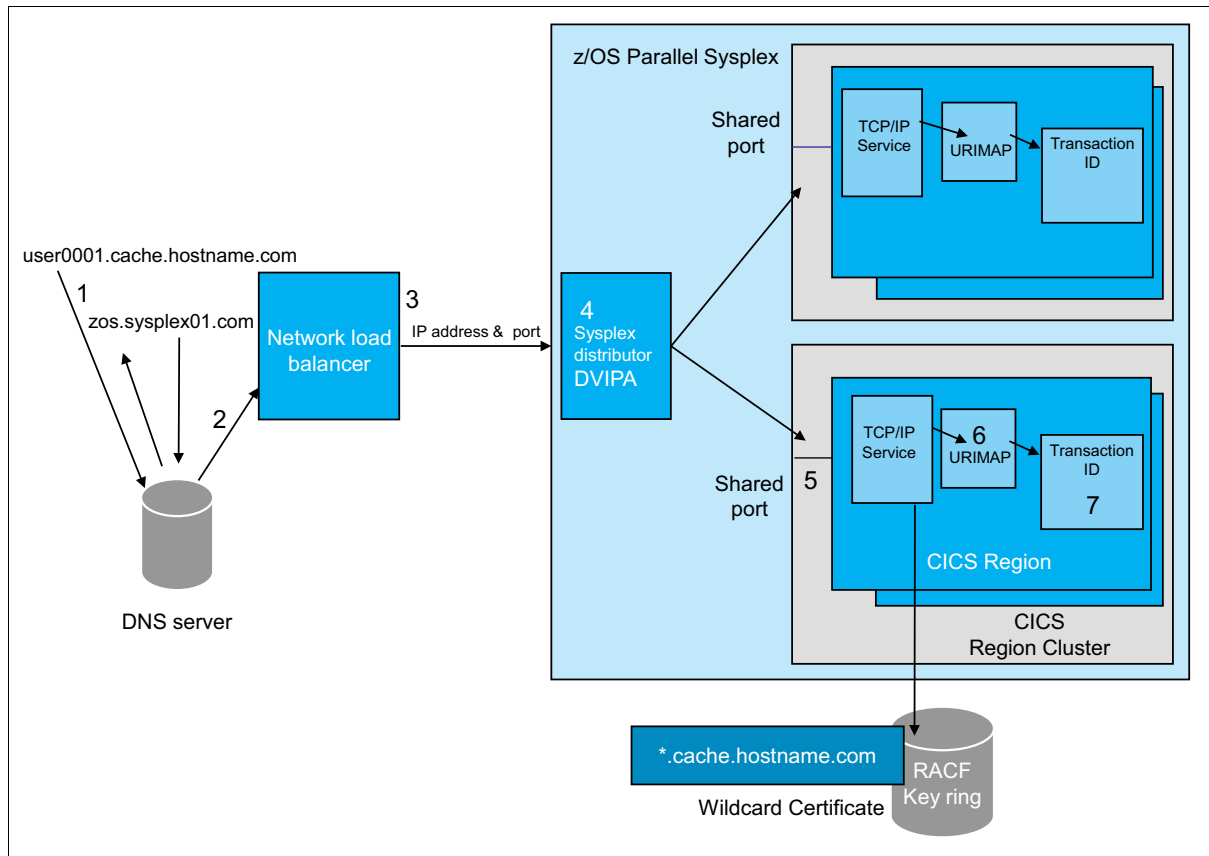 z/OS Parallel Sysplex
Shared
port
TCP/IP
Service
URIMAP
Transaction
ID
user0001.cache.hostname.com
1
zos.sysplex01.com
2
Network load
balancer
3
IP address & port
4
Sysplex
distributor
DVIPA
Shared
port
5
TCP/IP
Service
6
URIMAP
Transaction
ID
7
CICS Region
CICS
Region Cluster
DNS server
*.cache.hostname.com
Wildcard Certificate
RACF
Key ring